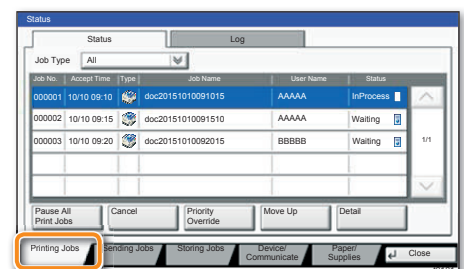 Status
Status Log
Job Type All
Job No. Accept Time Type Job Name User Name Status
000001 10/10 09:10 doc20151010091015 AAAAA InProcess
000002 10/10 09:15 doc20151010091510 AAAAA Waiting
000003 10/10 09:20 doc20151010092015 BBBBB Waiting
1/1
Pause All Print Jobs Cancel Priority Override Move Up Detail
Printing Jobs Sending Jobs Storing Jobs Device/ Communicate Paper/ Supplies Close